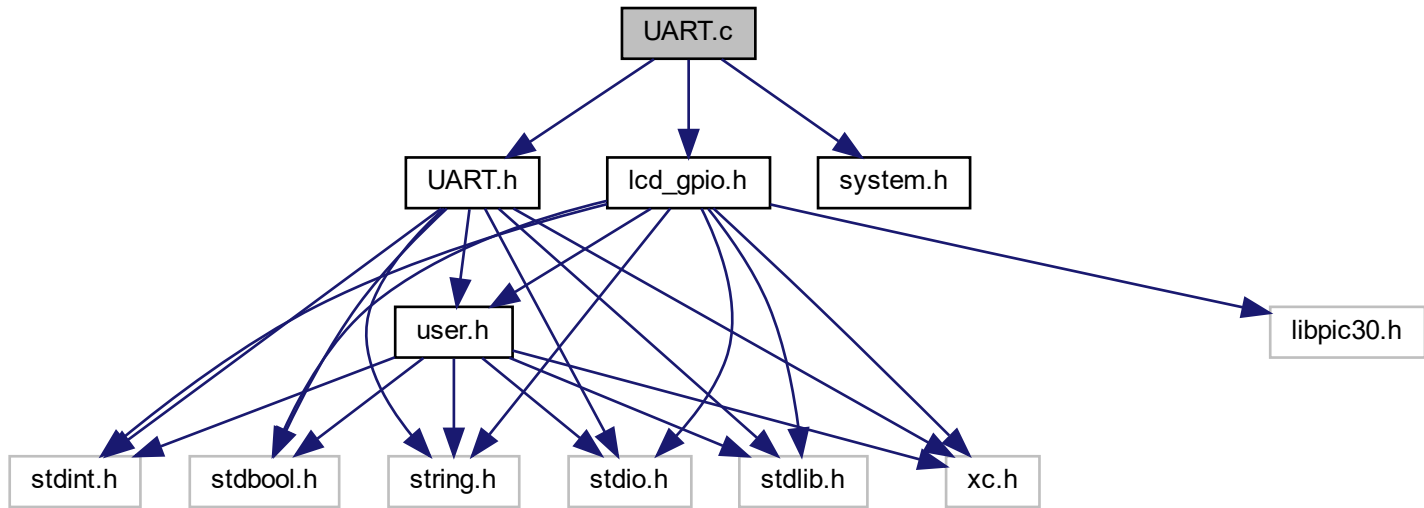 UART.c
UART.h
lcd_gpio.h
system.h
user.h
libpic30.h
stdint.h
stdbool.h
string.h
stdio.h
stdlib.h
xc.h